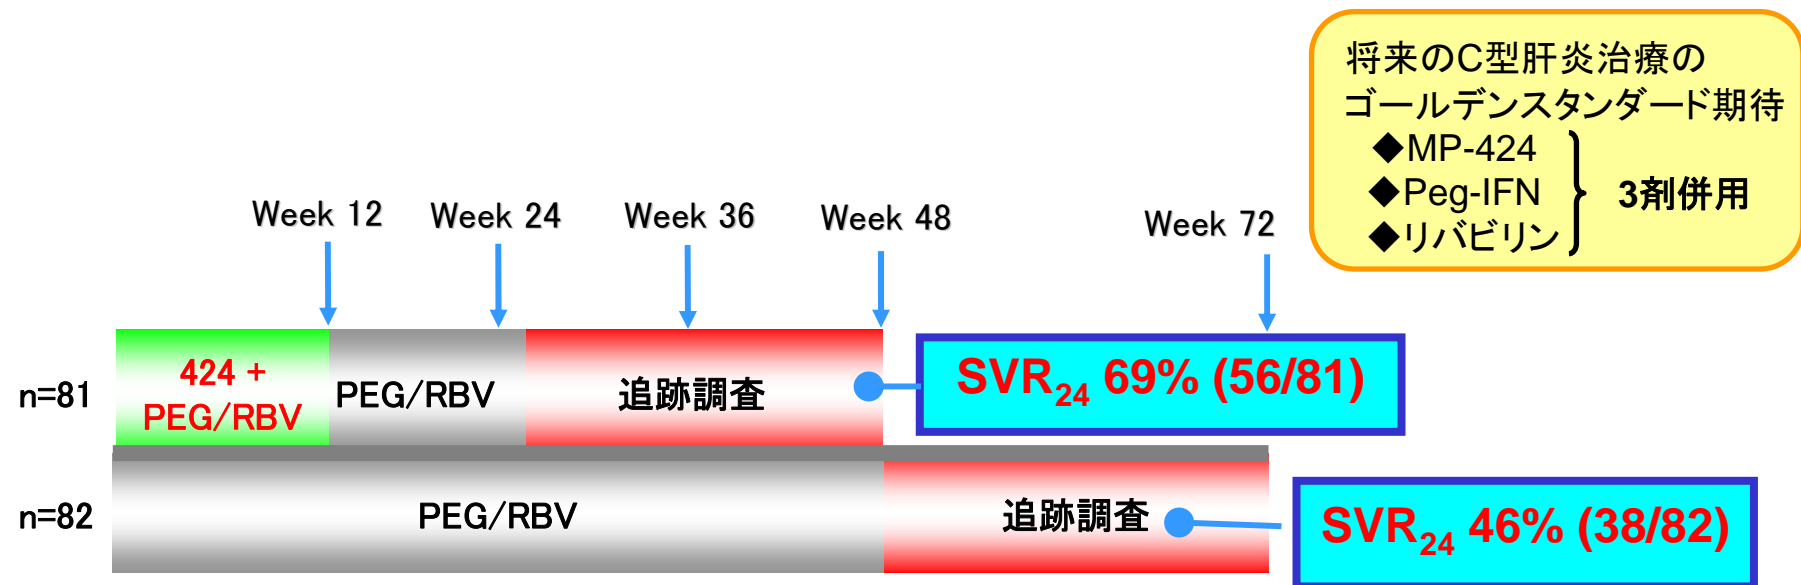 将来のC型肝炎治療の
ゴールデンスタンダード期待
◆MP-424
◆Peg-IFN
◆リバビリン
3剤併用
Week 12
Week 24
Week 36
Week 48
Week 72
n=81
424 +
PEG/RBV
PEG/RBV
追跡調査
SVR24 69% (56/81)
n=82
PEG/RBV
追跡調査
SVR24 46% (38/82)